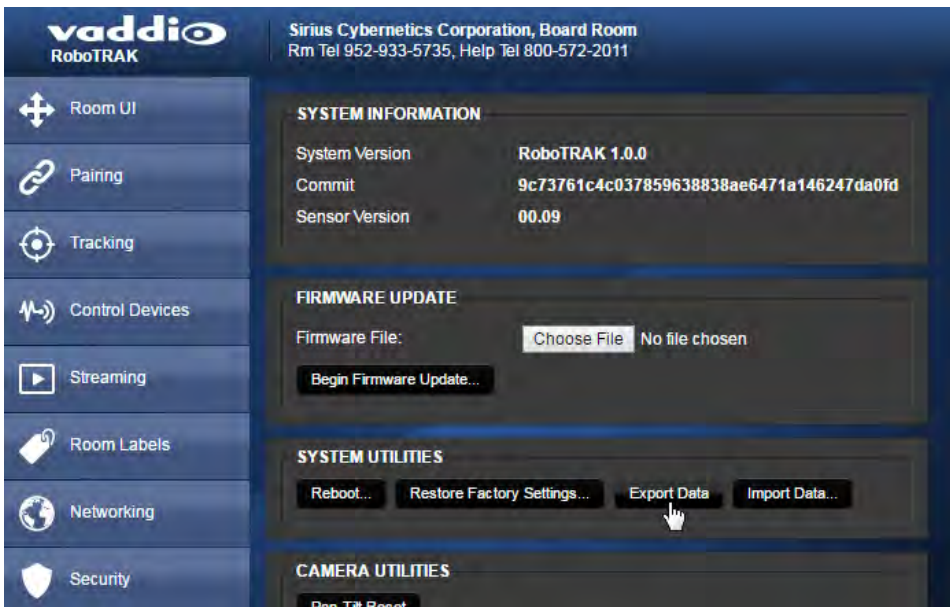 vaddio
RoboTRAK
Sirius Cybernetics Corporation, Board Room
Rm Tel 952-933-5735, Help Tel 800-572-2011
Room UI
Pairing
Tracking
Control Devices
Streaming
Room Labels
Networking
Security
SYSTEM INFORMATION
System Version RoboTRAK 1.0.0
Commit 9c73761c4c037859638838ae6471a146247da0fd
Sensor Version 00.09
FIRMWARE UPDATE
Firmware File: Choose File No file chosen
Begin Firmware Update...
SYSTEM UTILITIES
Reboot... Restore Factory Settings... Export Data Import Data...
CAMERA UTILITIES
Pan-Tilt Reset